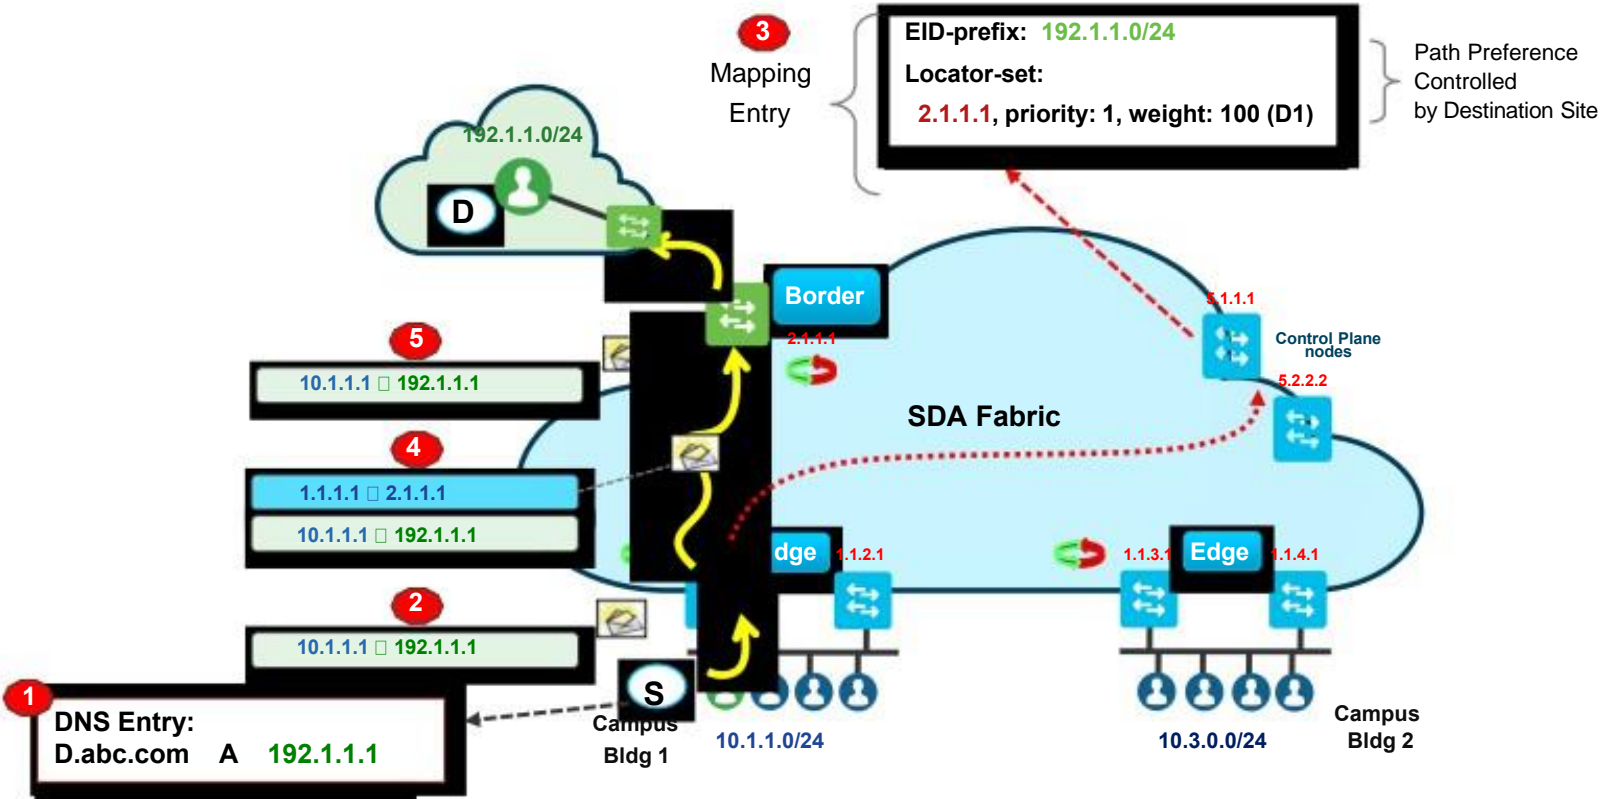 3
Mapping
Entry
EID-prefix: 192.1.1.0/24
Locator-set:
2.1.1.1, priority: 1, weight: 100 (D1)
Path Preference
Controlled
by Destination Site
192.1.1.0/24
D
Border
2.1.1.1
5.1.1.1
Control Plane
nodes
5.2.2.2
SDA Fabric
5
10.1.1.1 □ 192.1.1.1
4
1.1.1.1 □ 2.1.1.1
10.1.1.1 □ 192.1.1.1
dge
1.1.2.1
1.1.3.1
Edge
1.1.4.1
2
10.1.1.1 □ 192.1.1.1
S
1
DNS Entry:
D.abc.com A 192.1.1.1
Campus
Bldg 1
10.1.1.0/24
10.3.0.0/24
Campus
Bldg 2